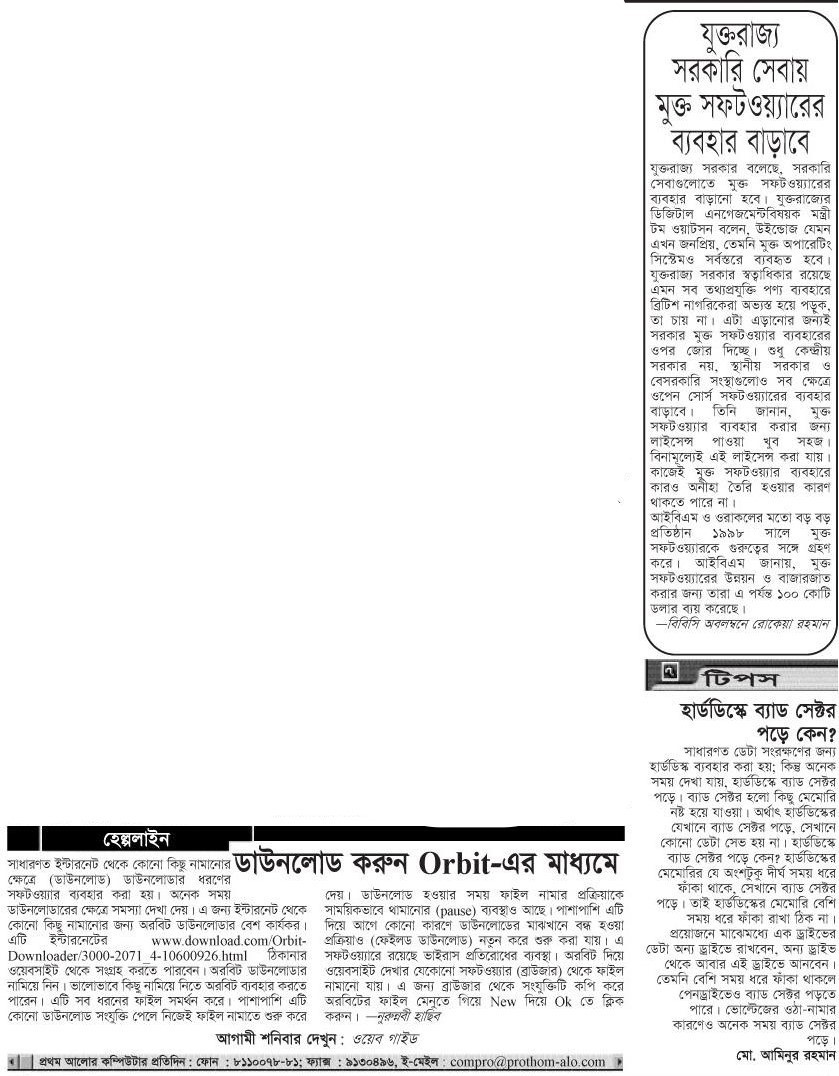 যুক্তরাজ্য
সরকারি সেবায়
মুক্ত সফটওয়্যারের
ব্যবহার বাড়াবে
যুক্তরাজ্য সরকার বলেছে, সরকারি
সেবাগুলোতে মুক্ত সফটওয়্যারের
ব্যবহার বাড়ানো হবে। যুক্তরাজ্যের
ডিজিটাল এনগেজমেন্টবিষয়ক মন্ত্রী
টম ওয়াটসন বলেন, উইন্ডোজ যেমন
এখন জনপ্রিয়, তেমনি মুক্ত অপারেটিং
সিস্টেমও সর্বস্তরে ব্যবহৃত হবে।
যুক্তরাজ্য সরকার স্বত্বাধিকার রয়েছে
এমন সব তথ্যপ্রযুক্তি পণ্য ব্যবহারে
ব্রিটিশ নাগরিকেরা অভ্যস্ত হয়ে পড়ুক,
তা চায় না। এটা এড়ানোর জন্যই
সরকার মুক্ত সফটওয়্যার ব্যবহারের
ওপর জোর দিচ্ছে। শুধু কেন্দ্রীয়
সরকার নয়, স্থানীয় সরকার ও
বেসরকারি সংস্থাগুলোও সব ক্ষেত্রে
ওপেন সোর্স সফটওয়্যারের ব্যবহার
বাড়াবে। তিনি জানান, মুক্ত
সফটওয়্যার ব্যবহার করার জন্য
লাইসেন্স পাওয়া খুব সহজ।
বিনামূল্যেই এই লাইসেন্স করা যায়।
কাজেই মুক্ত সফটওয়্যার ব্যবহারে
কারও অনীহা তৈরি হওয়ার কারণ
থাকতে পারে না।
আইবিএম ও ওরাকলের মতো বড় বড়
প্রতিষ্ঠান ১৯৯৮ সালে মুক্ত
সফটওয়্যারকে গুরুত্বের সঙ্গে গ্রহণ
করে। আইবিএম জানায়, মুক্ত
সফটওয়্যারের উন্নয়ন ও বাজারজাত
করার জন্য তারা এ পর্যন্ত ১০০ কোটি
ডলার ব্যয় করেছে।
—বিবিসি অবলম্বনে রোকেয়া রহমান
টিপস
হার্ডডিস্কে ব্যাড সেক্টর
পড়ে কেন?
সাধারণত ডেটা সংরক্ষণের জন্য
হার্ডডিস্ক ব্যবহার করা হয়; কিন্তু অনেক
সময় দেখা যায়, হার্ডডিস্কে ব্যাড সেক্টর
পড়ে। ব্যাড সেক্টর হলো কিছু মেমোরি
নষ্ট হয়ে যাওয়া। অর্থাৎ হার্ডডিস্কের
যেখানে ব্যাড সেক্টর পড়ে, সেখানে
কোনো ডেটা সেভ হয় না। হার্ডডিস্কে
ব্যাড সেক্টর পড়ে কেন? হার্ডডিস্কের
মেমোরির যে অংশটুকু দীর্ঘ সময় ধরে
ফাঁকা থাকে, সেখানে ব্যাড সেক্টর
পড়ে। তাই হার্ডডিস্কের মেমোরি বেশি
সময় ধরে ফাঁকা রাখা ঠিক না।
প্রয়োজনে মাঝেমধ্যে এক ড্রাইভের
ডেটা অন্য ড্রাইভে রাখবেন, অন্য ড্রাইভ
থেকে আবার এই ড্রাইভে আনবেন।
তেমনি বেশি সময় ধরে ফাঁকা থাকলে
পেনড্রাইভেও ব্যাড সেক্টর পড়তে
পারে। ভোল্টেজের ওঠা-নামার
কারণেও অনেক সময় ব্যাড সেক্টর
পড়ে।
মো. আমিনুর রহমান
হেল্পলাইন
ডাউনলোড করুন Orbit-এর মাধ্যমে
সাধারণত ইন্টারনেট থেকে কোনো কিছু নামানোর
ক্ষেত্রে (ডাউনলোড) ডাউনলোডার ধরণের
সফটওয়্যার ব্যবহার করা হয়। অনেক সময়
ডাউনলোডারের ক্ষেত্রে সমস্যা দেখা দেয়। এ জন্য ইন্টারনেট থেকে
কোনো কিছু নামানোর জন্য অরবিট ডাউনলোডার বেশ কার্যকর।
এটি ইন্টারনেটের www.download.com/Orbit-
Downloader/3000-2071_4-10600926.html ঠিকানার
ওয়েবসাইট থেকে সংগ্রহ করতে পারবেন। অরবিট ডাউনলোডার
নামিয়ে নিন। ভালোভাবে কিছু নামিয়ে নিতে অরবিট ব্যবহার করতে
পারেন। এটি সব ধরনের ফাইল সমর্থন করে। পাশাপাশি এটি
কোনো ডাউনলোড সংযুক্তি পেলে নিজেই ফাইল নামাতে শুরু করে
দেয়। ডাউনলোড হওয়ার সময় ফাইল নামার প্রক্রিয়াকে
সাময়িকভাবে থামানোর (pause) ব্যবস্থাও আছে। পাশাপাশি এটি
দিয়ে আগে কোনো কারণে ডাউনলোডের মাঝখানে বন্ধ হওয়া
প্রক্রিয়াও (ফেইলড ডাউনলোড) নতুন করে শুরু করা যায়। এ
সফটওয়্যারে রয়েছে ভাইরাস প্রতিরোধের ব্যবস্থা। অরবিট দিয়ে
ওয়েবসাইট দেখার যেকোনো সফটওয়্যার (ব্রাউজার) থেকে ফাইল
নামানো যায়। এ জন্য ব্রাউজার থেকে সংযুক্তিটি কপি করে
অরবিটের ফাইল মেনুতে গিয়ে New দিয়ে Ok তে ক্লিক
করুন। —নুরুন্নবী হাছিব
আগামী শনিবার দেখুন : ওয়েব গাইড
প্রথম আলোর কম্পিউটার প্রতিদিন : ফোন : ৮১১০০৭৮-৮১; ফ্যাক্স : ৯১৩০৪৯৬, ই-মেইল : compro@prothom-alo.com